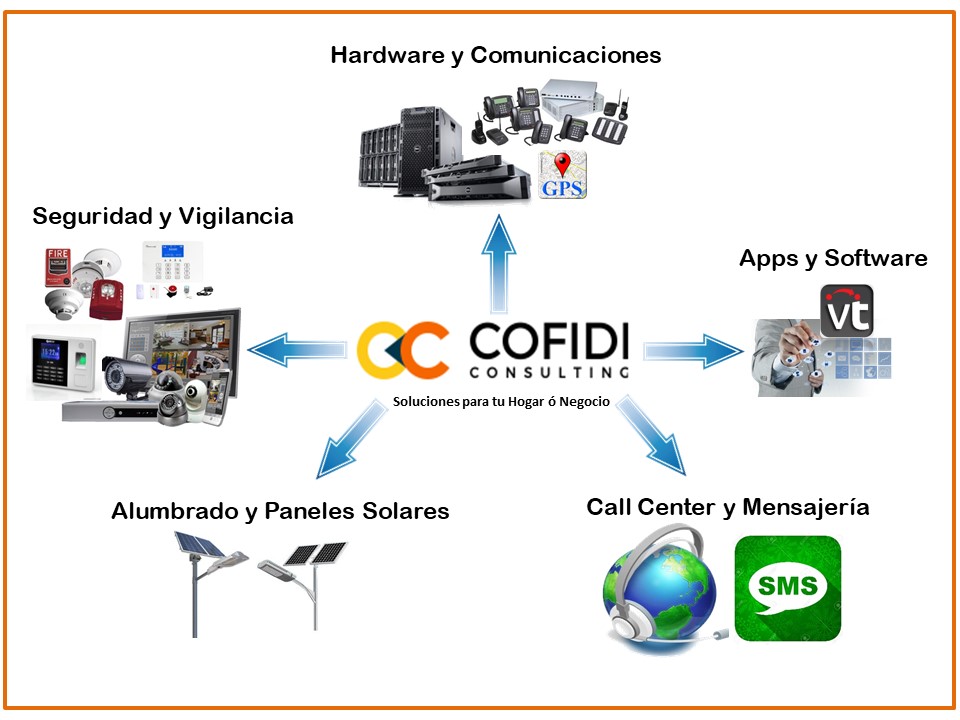 Hardware y Comunicaciones
GPS
Seguridad y Vigilancia
FIRE
Apps y Software
vt
COFIDI
CONSULTING
Soluciones para tu Hogar ó Negocio
Alumbrado y Paneles Solares
Call Center y Mensajería
SMS